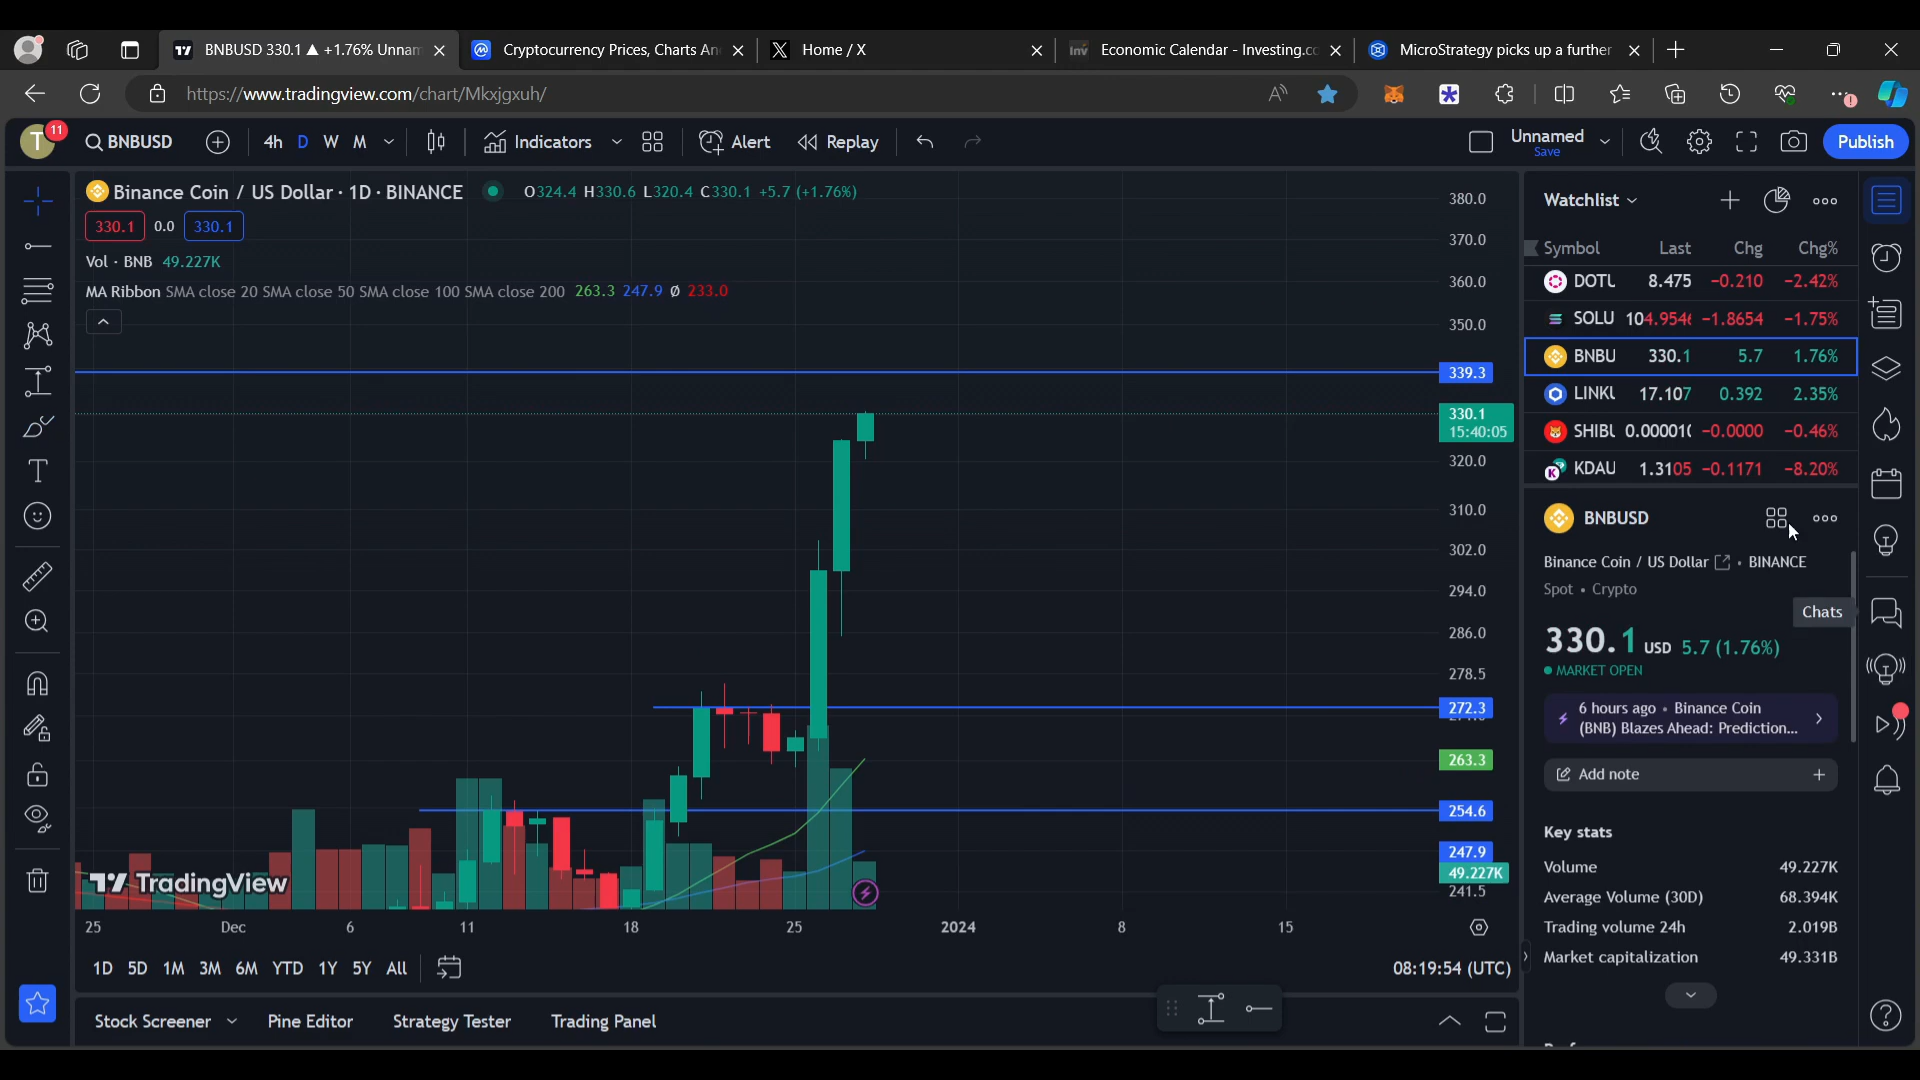 BNBUSD 330.1 ▲ +1.76% Unnam
Cryptocurrency Prices, Charts An
Home / X
Economic Calendar - Investing.cc
MicroStrategy picks up a further
https://www.tradingview.com/chart/Mkxjgxuh/
T
11
BNBUSD
4h
D
W
M
Indicators
Alert
Replay
Unnamed
Save
Publish
Binance Coin / US Dollar · 1D · BINANCE
O324.4 H330.6 L320.4 C330.1 +5.7 (+1.76%)
330.1
0.0
330.1
Vol · BNB 49.227K
MA Ribbon SMA close 20 SMA close 50 SMA close 100 SMA close 200 263.3 247.9 Ø 233.0
380.0
370.0
360.0
350.0
339.3
330.1
15:40:05
320.0
310.0
302.0
294.0
286.0
278.5
272.3
263.3
254.6
247.9
49.227K
241.5
TradingView
25
Dec
6
11
18
25
2024
8
15
1D 5D 1M 3M 6M YTD 1Y 5Y All
08:19:54 (UTC)
Stock Screener
Pine Editor
Strategy Tester
Trading Panel
Watchlist
Symbol Last Chg Chg%
DOTU 8.475 −0.210 −2.42%
SOLU 104.954 −1.8654 −1.75%
BNBU 330.1 5.7 1.76%
LINKU 17.107 0.392 2.35%
SHIBU 0.00001 −0.0000 −0.46%
KDAU 1.3105 −0.1171 −8.20%
BNBUSD
Binance Coin / US Dollar • BINANCE
Spot • Crypto
Chats
330.1 USD 5.7 (1.76%)
MARKET OPEN
6 hours ago • Binance Coin
(BNB) Blazes Ahead: Prediction...
Add note
Key stats
Volume 49.227K
Average Volume (30D) 68.394K
Trading volume 24h 2.019B
Market capitalization 49.331B